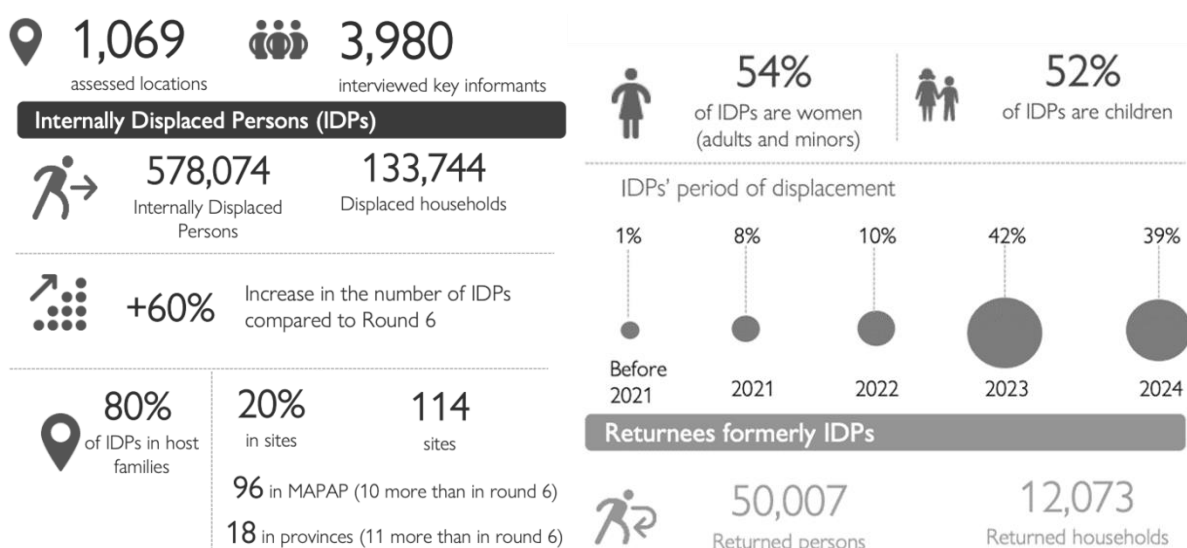 1,069
assessed locations
3,980
interviewed key informants
Internally Displaced Persons (IDPs)
578,074
Internally Displaced
Persons
133,744
Displaced households
+60%
Increase in the number of IDPs
compared to Round 6
80%
of IDPs in host
families
20%
in sites
114
sites
96 in MAPAP (10 more than in round 6)
18 in provinces (11 more than in round 6)
54%
of IDPs are women
(adults and minors)
52%
of IDPs are children
IDPs' period of displacement
1%
8%
10%
42%
39%
Before
2021
2021
2022
2023
2024
Returnees formerly IDPs
50,007
Returned persons
12,073
Returned households